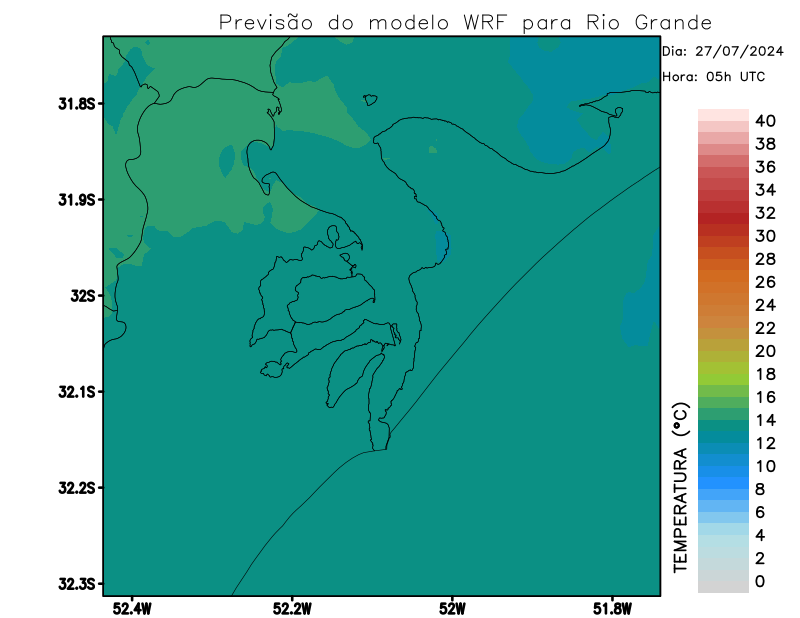 Previsão do modelo WRF para Rio Grande
Dia: 27/07/2024
Hora: 05h UTC
31.8S
31.9S
32S
32.1S
32.2S
32.3S
52.4W
52.2W
52W
51.8W
TEMPERATURA (°C)
40
38
36
34
32
30
28
26
24
22
20
18
16
14
12
10
8
6
4
2
0